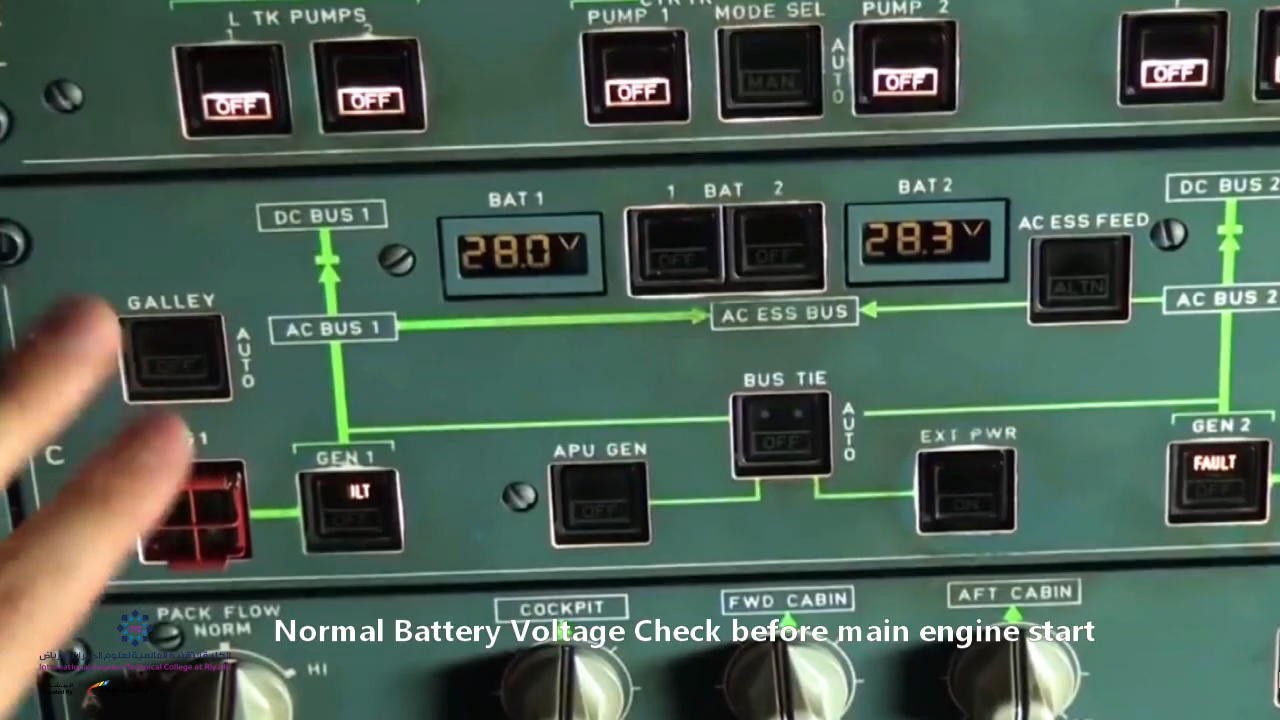 L TK PUMPS
1 2
PUMP 1
MODE SEL
PUMP 2
OFF
OFF
OFF
MAN
AUTO
OFF
OFF
DC BUS 1
BAT 1
1 BAT 2
BAT 2
DC BUS 2
28.0 V
OFF
OFF
28.3 V
AC ESS FEED
ALTN
GALLEY
OFF
AUTO
AC BUS 1
AC ESS BUS
AC BUS 2
BUS TIE
OFF
AUTO
C
GEN 1
OFF
APU GEN
OFF
EXT PWR
ON
GEN 2
FAULT
OFF
PACK FLOW
NORM
HI
COCKPIT
FWD CABIN
AFT CABIN
Normal Battery Voltage Check before main engine start